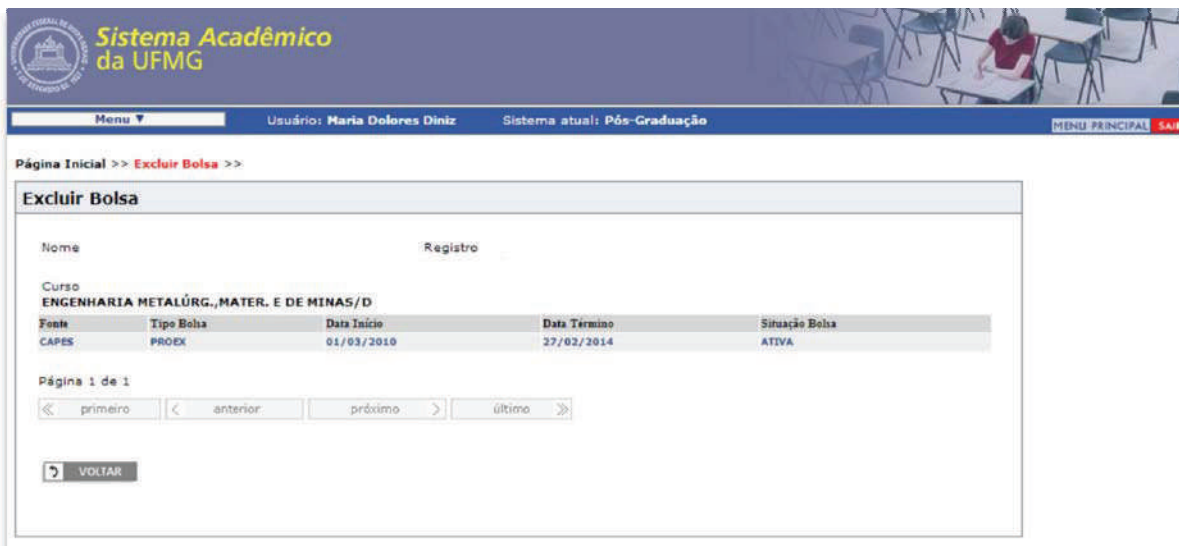 Sistema Acadêmico
da UFMG
Menu ▼ Usuário: Maria Dolores Diniz Sistema atual: Pós-Graduação MENU PRINCIPAL SAIR
Página Inicial >> Excluir Bolsa >>
Excluir Bolsa
Nome Registro
Curso
ENGENHARIA METALÚRG.,MATER. E DE MINAS/D
Fonte Tipo Bolsa Data Início Data Término Situação Bolsa
CAPES PROEX 01/03/2010 27/02/2014 ATIVA
Página 1 de 1
primeiro anterior próximo último
VOLTAR